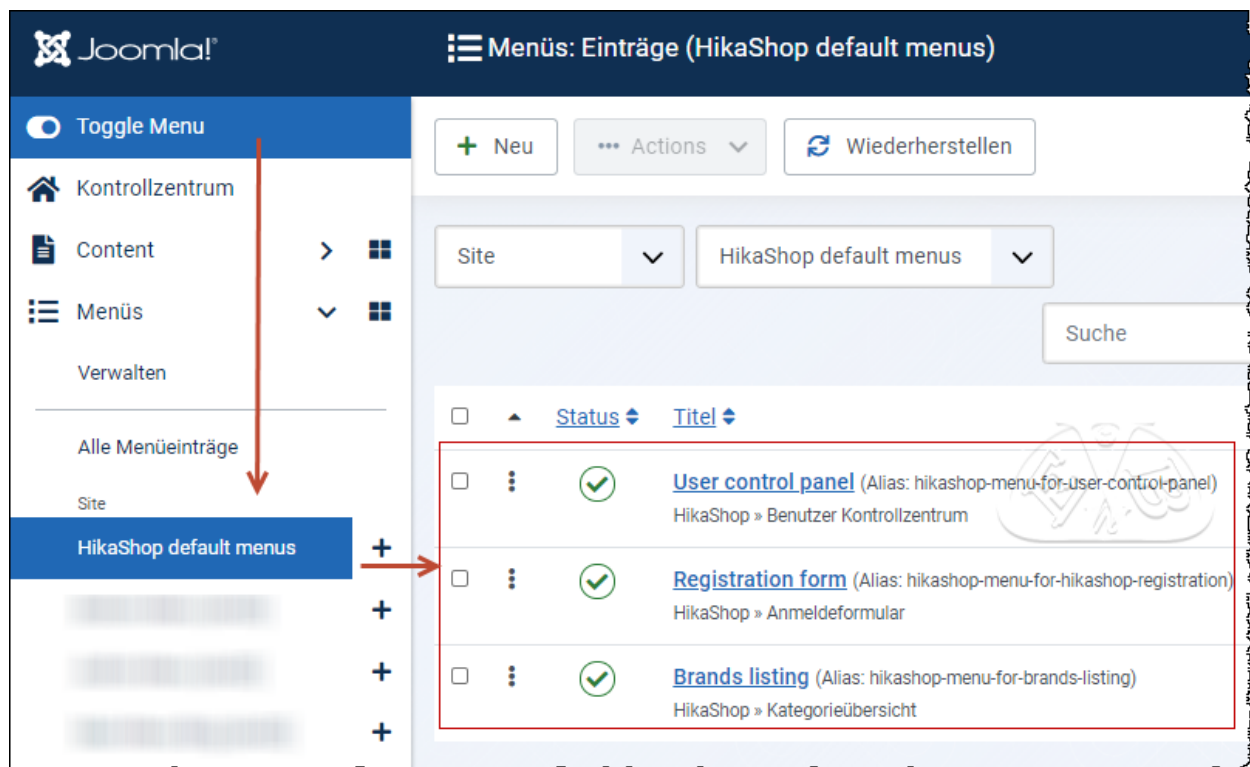 Joomla!®
Menüs: Einträge (HikaShop default menus)
Toggle Menu
Kontrollzentrum
Content
Menüs
Verwalten
Alle Menüeinträge
Site
HikaShop default menus
+ Neu
••• Actions
Wiederherstellen
Site
HikaShop default menus
Suche
Status
Titel
User control panel (Alias: hikashop-menu-for-user-control-panel)
HikaShop » Benutzer Kontrollzentrum
Registration form (Alias: hikashop-menu-for-hikashop-registration)
HikaShop » Anmeldeformular
Brands listing (Alias: hikashop-menu-for-brands-listing)
HikaShop » Kategorieübersicht